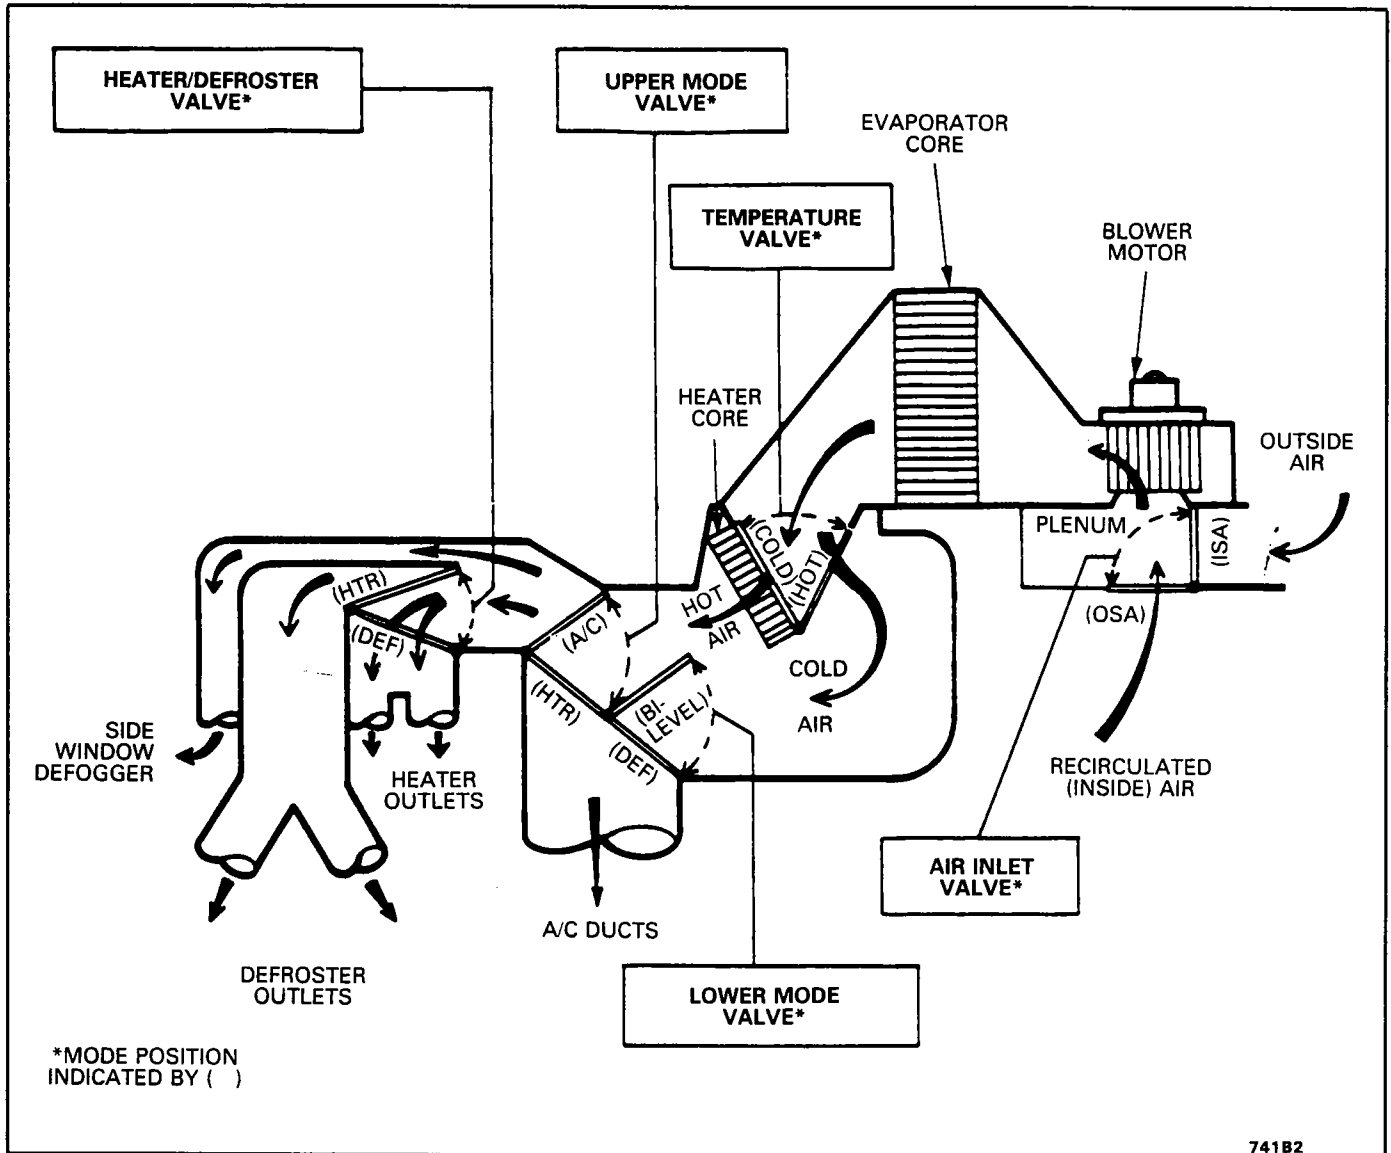 HEATER/DEFROSTER
VALVE*
UPPER MODE
VALVE*
EVAPORATOR
CORE
TEMPERATURE
VALVE*
BLOWER
MOTOR
HEATER
CORE
OUTSIDE
AIR
PLENUM
(ISA)
(COLD)
(HOT)
(HTR)
(DEF)
HOT
AIR
(A/C)
(OSA)
COLD
AIR
(HTR)
(BI-
LEVEL)
(DEF)
SIDE
WINDOW
DEFOGGER
HEATER
OUTLETS
RECIRCULATED
(INSIDE) AIR
AIR INLET
VALVE*
A/C DUCTS
DEFROSTER
OUTLETS
LOWER MODE
VALVE*
*MODE POSITION
INDICATED BY ( )
741B2